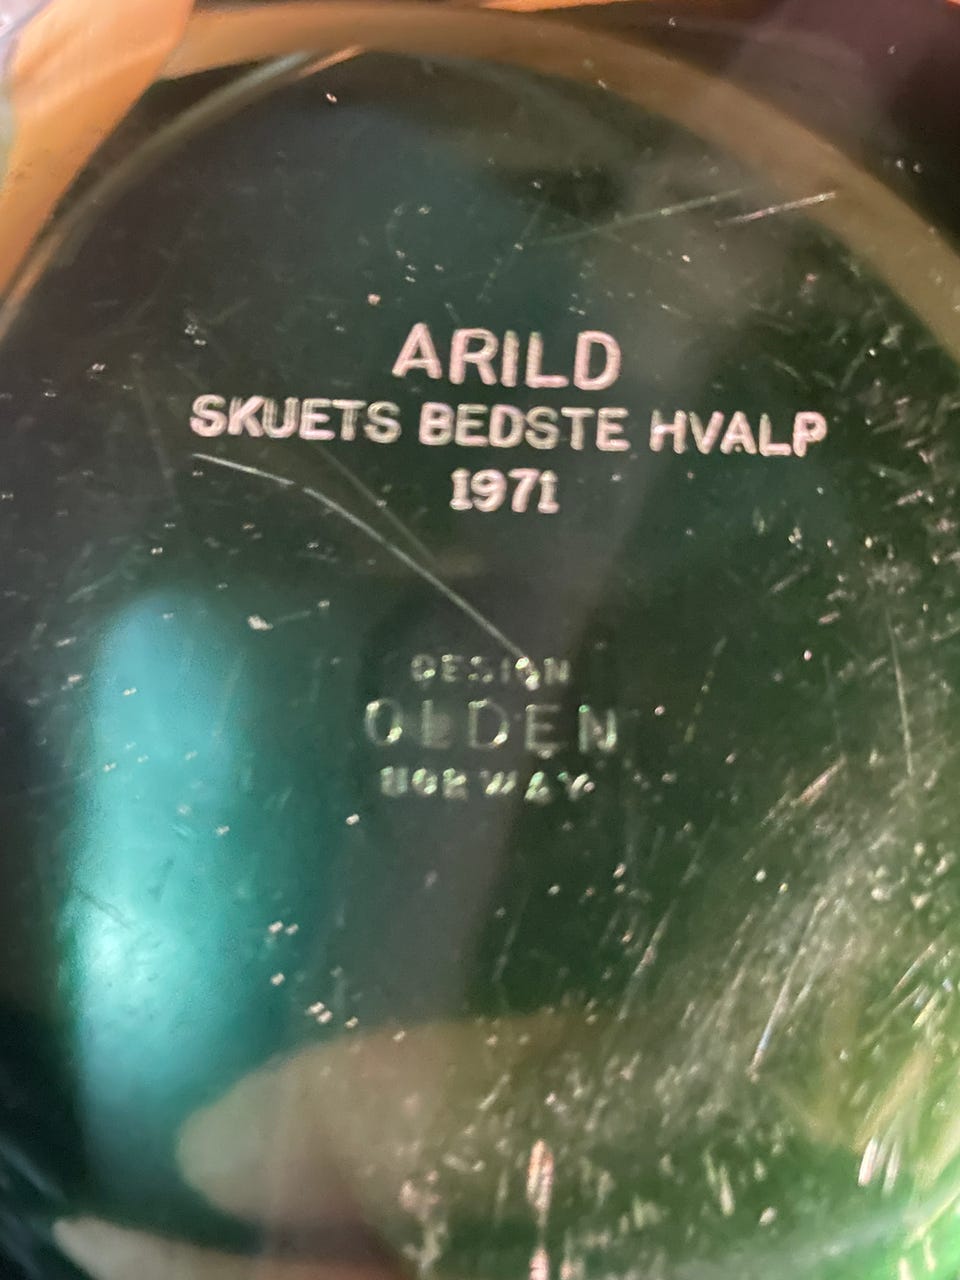 ARILD
SKUETS BEDSTE HVALP
1971
DESIGN
OLDEN
NORWAY